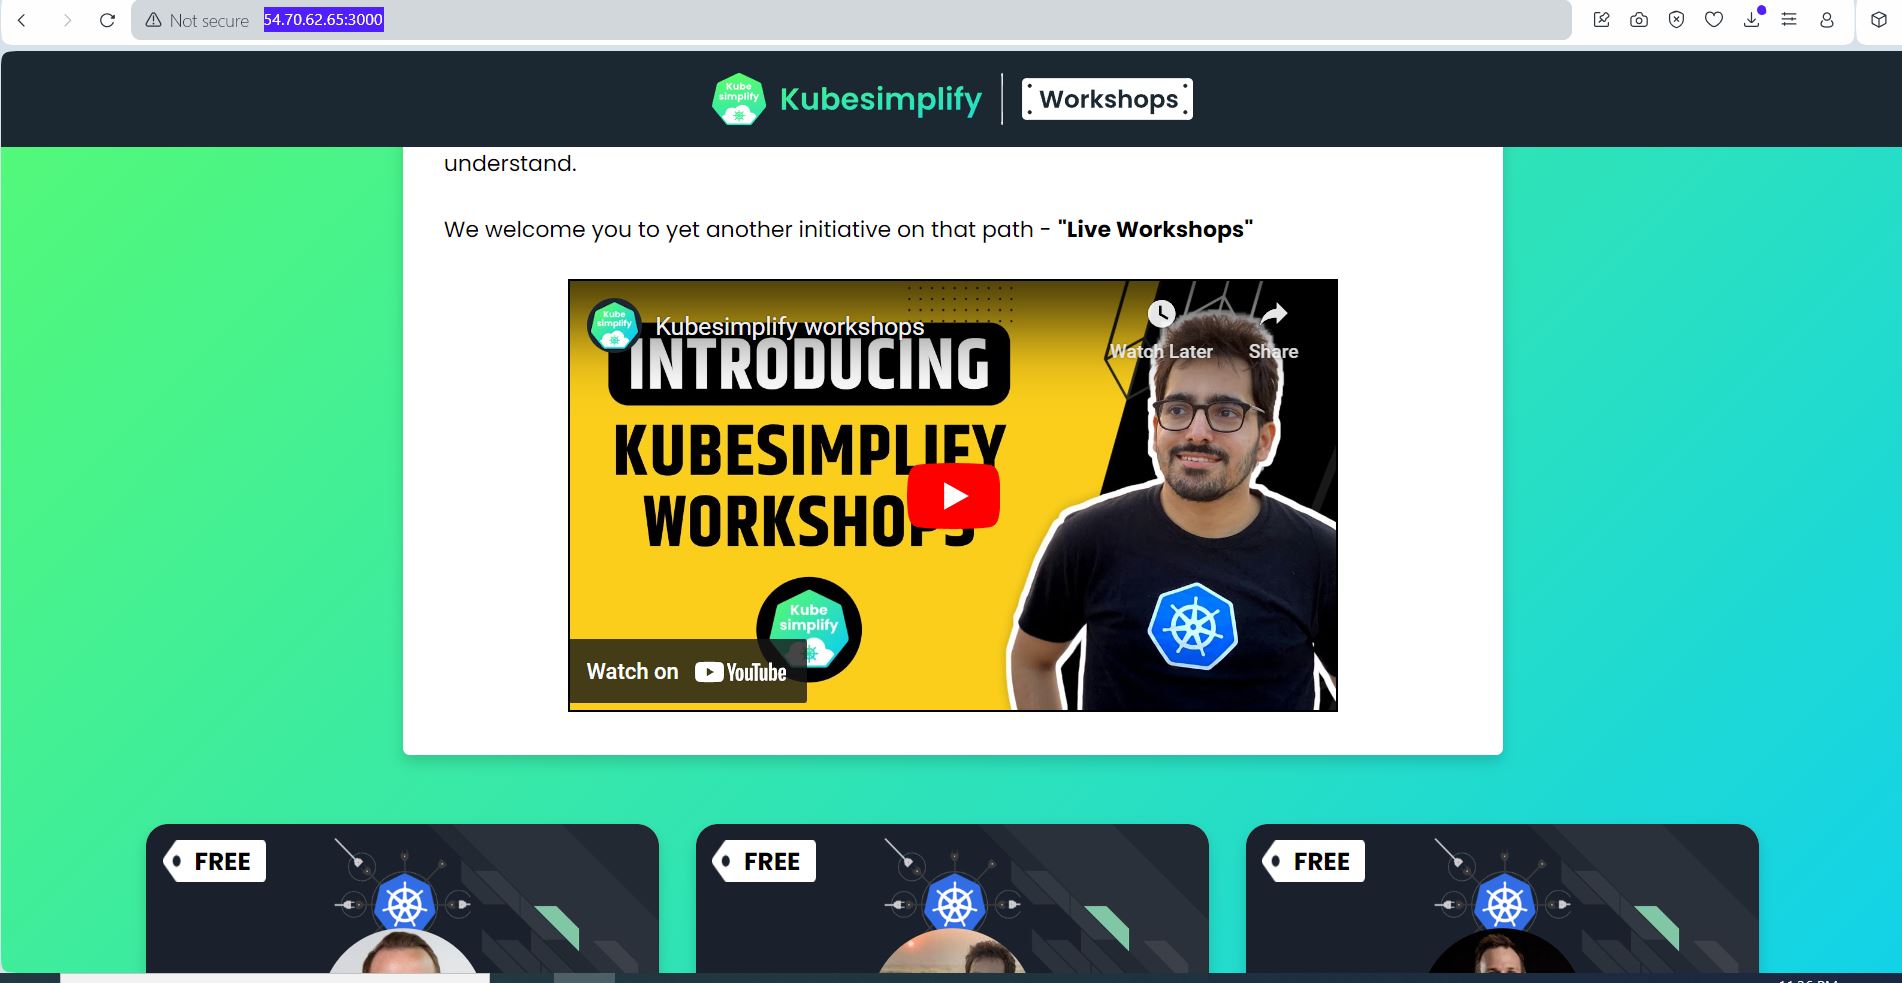 Not secure 54.70.62.65:3000
Kube
simplify
Kubesimplify
Workshops
understand.
We welcome you to yet another initiative on that path - "Live Workshops"
Kube
simplify
Kubesimplify workshops
Watch Later
Share
INTRODUCING
KUBESIMPLIFY
WORKSHOPS
Kube
simplify
Watch on YouTube
FREE
FREE
FREE